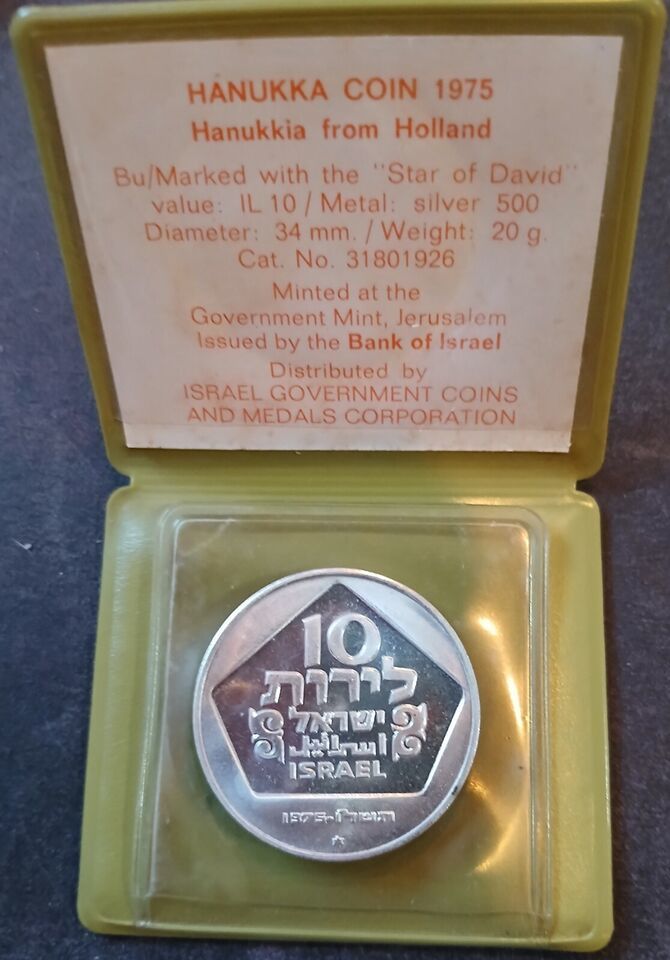 HANUKKA COIN 1975
Hanukkia from Holland
Bu/Marked with the "Star of David"
value: IL 10 / Metal: silver 500
Diameter: 34 mm. / Weight: 20 g.
Cat. No. 31801926
Minted at the
Government Mint, Jerusalem
Issued by the Bank of Israel
Distributed by
ISRAEL GOVERNMENT COINS
AND MEDALS CORPORATION
10
לירות
ישראל
اسرائيل
ISRAEL
1975-התשל"ו